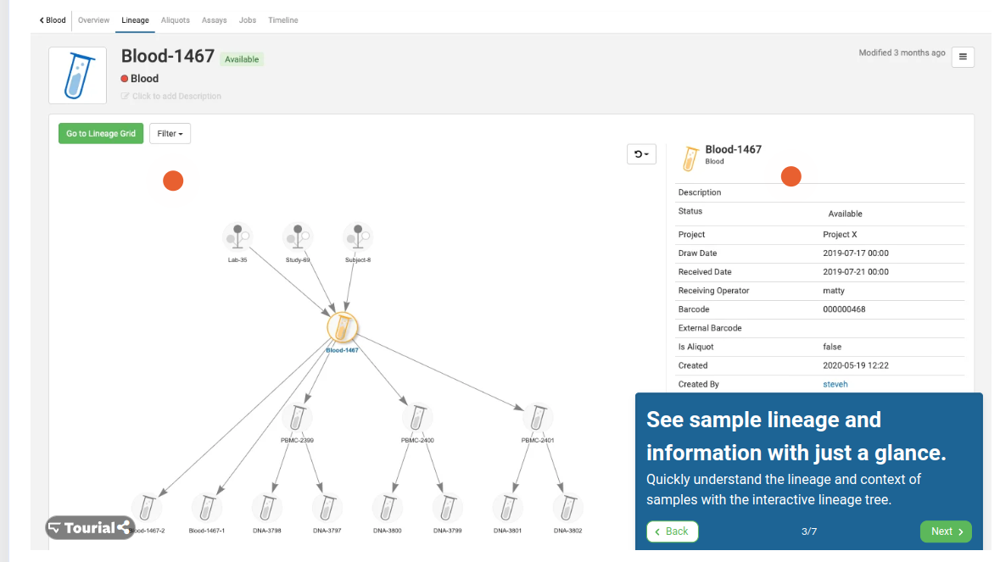 Blood Overview Lineage Aliquots Assays Jobs Timeline
Blood-1467 Available
Modified 3 months ago
Blood
Click to add Description
Go to Lineage Grid Filter
Blood-1467
Blood
Description
Status Available
Project Project X
Draw Date 2019-07-17 00:00
Received Date 2019-07-21 00:00
Receiving Operator matty
Barcode 000000468
External Barcode
Is Aliquot false
Created 2020-05-19 12:22
Created By steveh
Lab-35 Study-69 Subject-8
Blood-1467
PBMC-2399 PBMC-2400 PBMC-2401
ood-1467-2 Blood-1467-1 DNA-3798 DNA-3797 DNA-3800 DNA-3799 DNA-3801 DNA-3802
Tourial
See sample lineage and
information with just a glance.
Quickly understand the lineage and context of
samples with the interactive lineage tree.
Back 3/7 Next